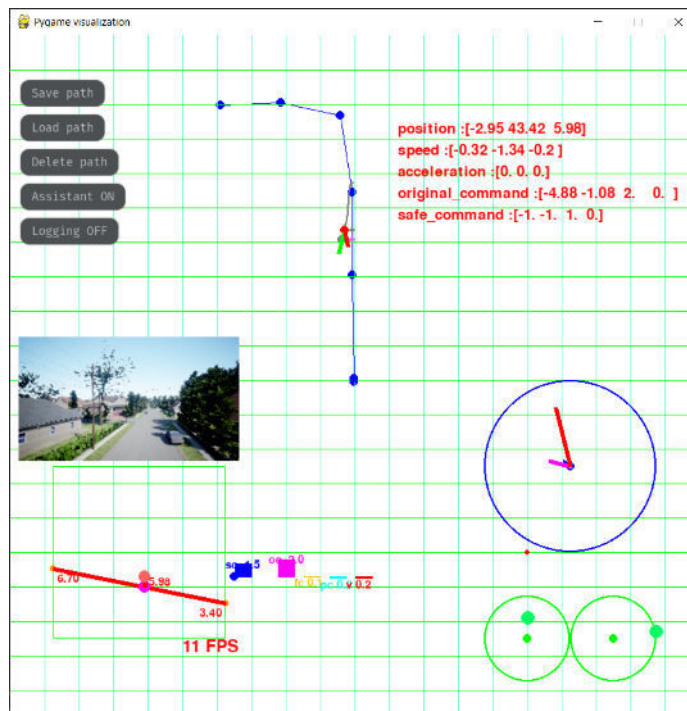 Pygame visualization
Save path
Load path
Delete path
Assistant ON
Logging OFF
position :[-2.95 43.42 5.98]
speed :[-0.32 -1.34 -0.2 ]
acceleration :[0. 0. 0.]
original_command :[-4.88 -1.08 2. 0. ]
safe_command :[-1. -1. 1. 0.]
6.70
5.98
3.40
11 FPS